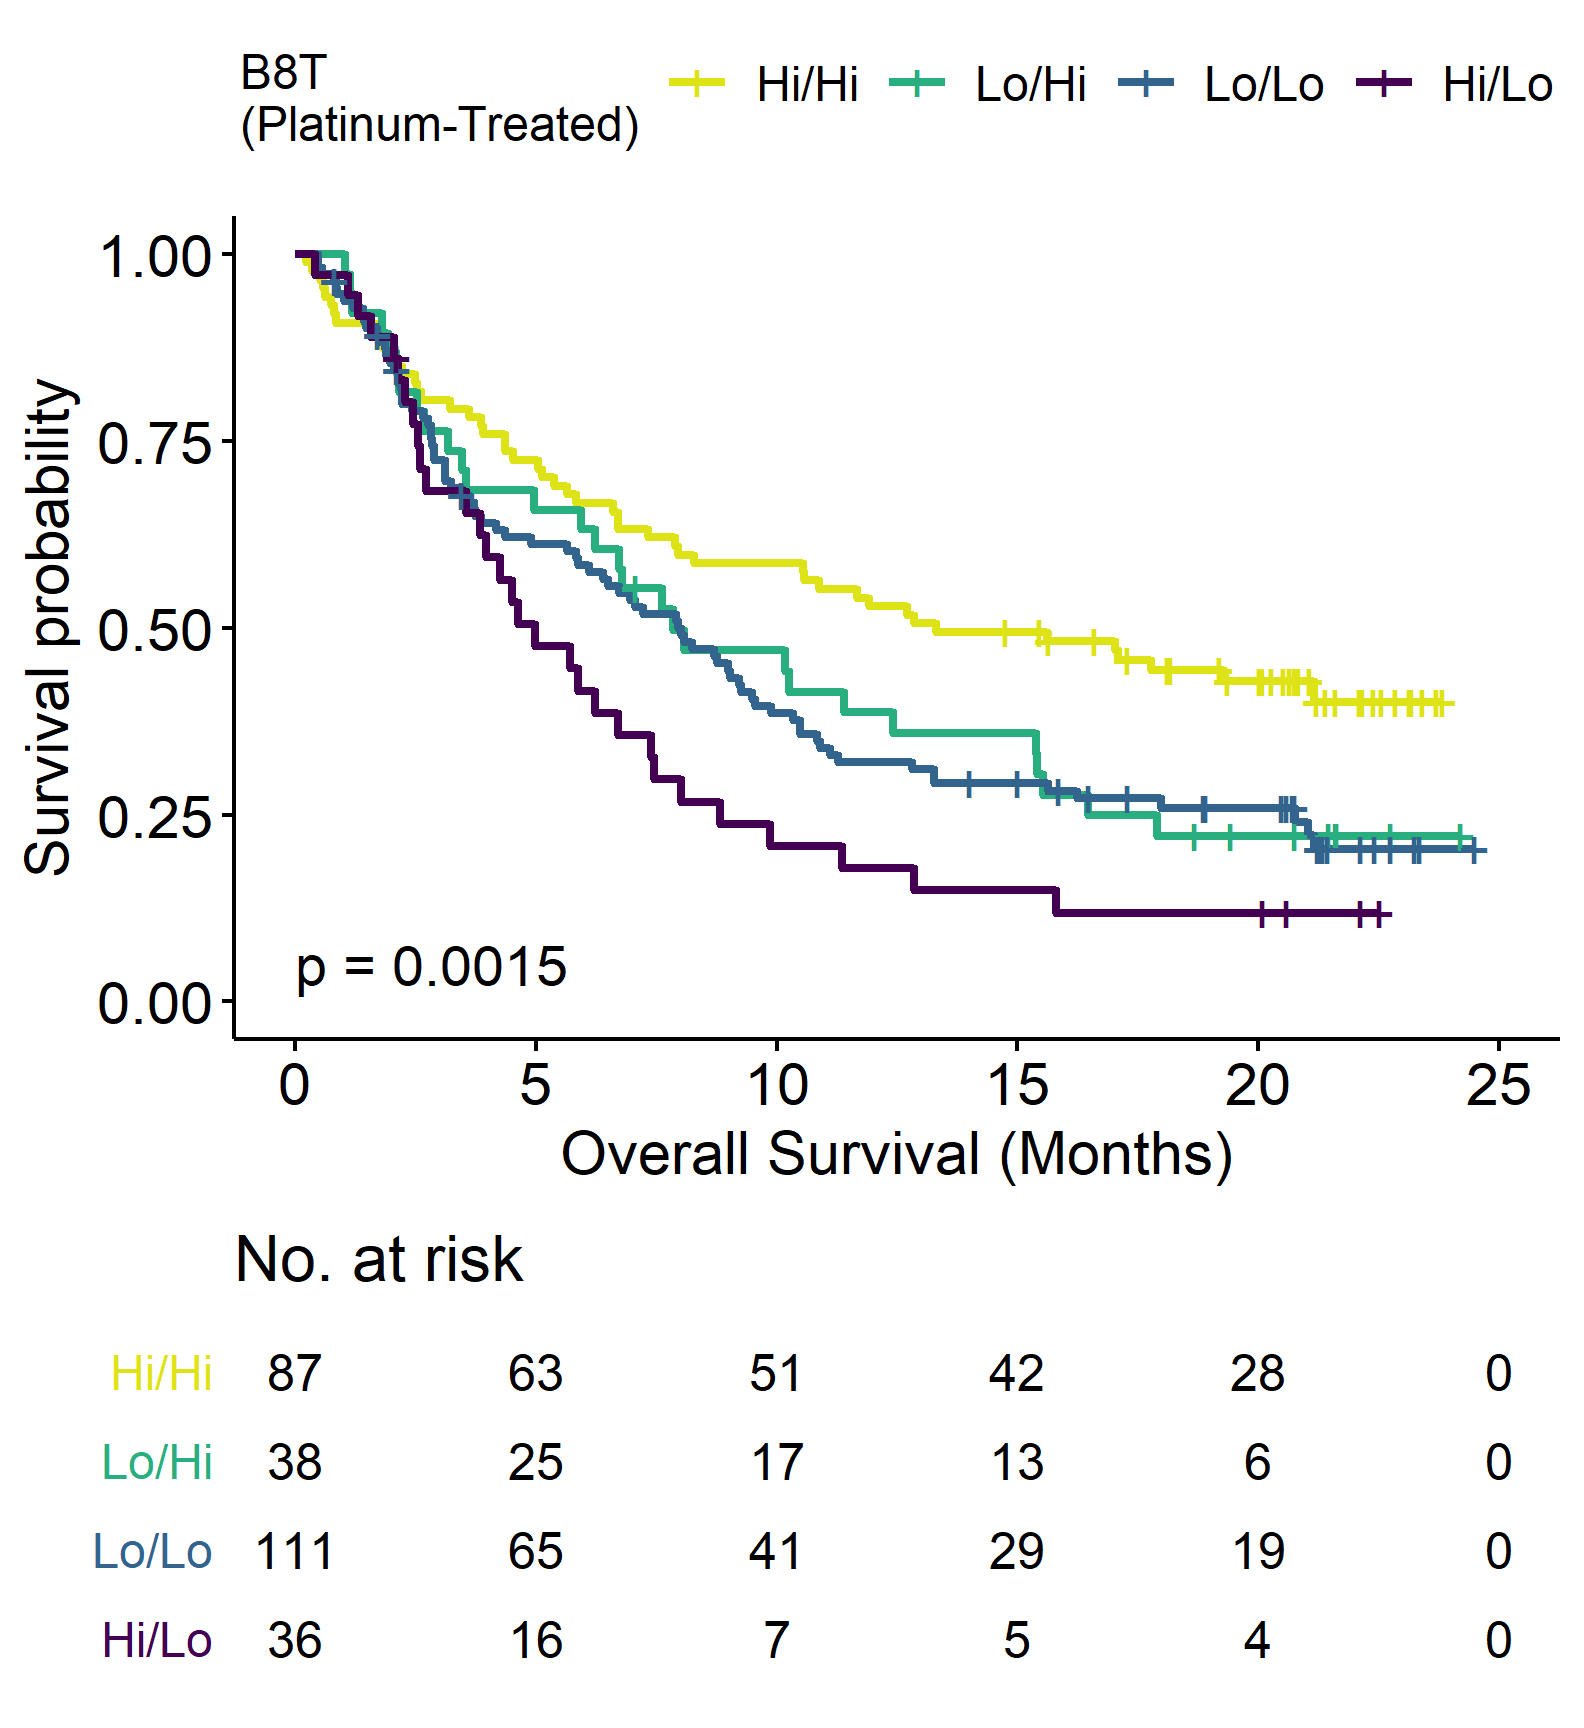 B8T
(Platinum-Treated)
Hi/Hi Lo/Hi Lo/Lo Hi/Lo
Survival probability
1.00
0.75
0.50
0.25
0.00
p = 0.0015
0 5 10 15 20 25
Overall Survival (Months)
No. at risk
Hi/Hi 87 63 51 42 28 0
Lo/Hi 38 25 17 13 6 0
Lo/Lo 111 65 41 29 19 0
Hi/Lo 36 16 7 5 4 0